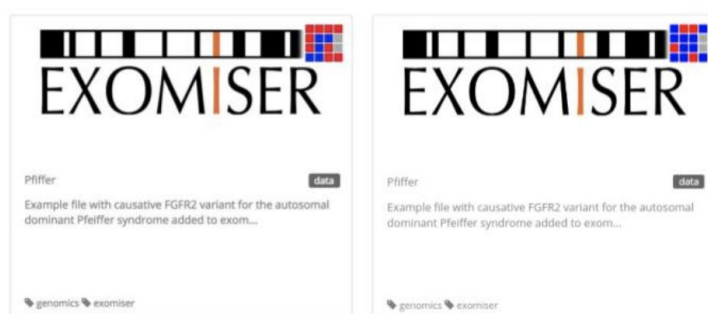 EXOMISER
Pfiffer data
Example file with causative FGFR2 variant for the autosomal
dominant Pfeiffer syndrome added to exom...
genomics exomiser
EXOMISER
Pfiffer data
Example file with causative FGFR2 variant for the autosomal
dominant Pfeiffer syndrome added to exom...
genomics exomiser